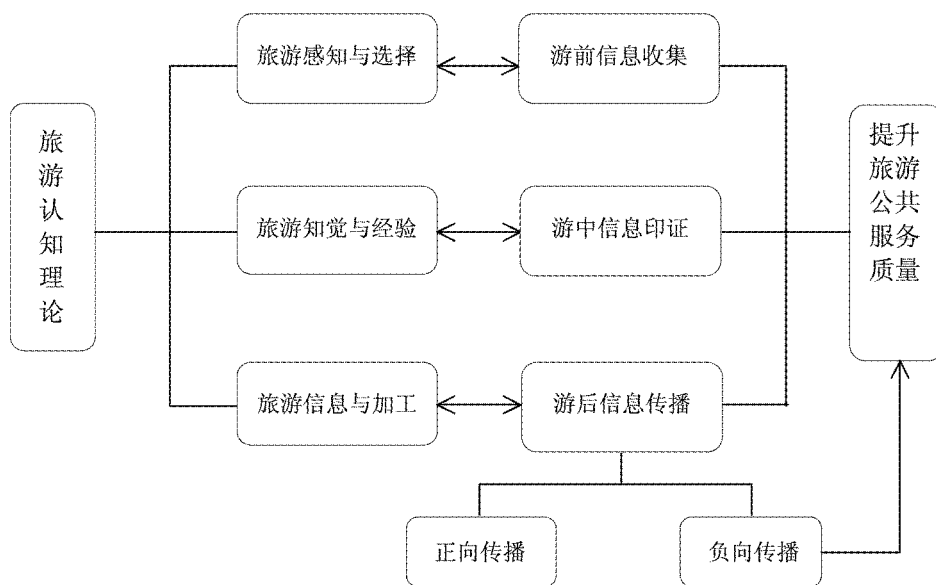 旅游认知理论
旅游感知与选择
游前信息收集
旅游知觉与经验
游中信息印证
旅游信息与加工
游后信息传播
正向传播
负向传播
提升
旅游
公共
服务
质量